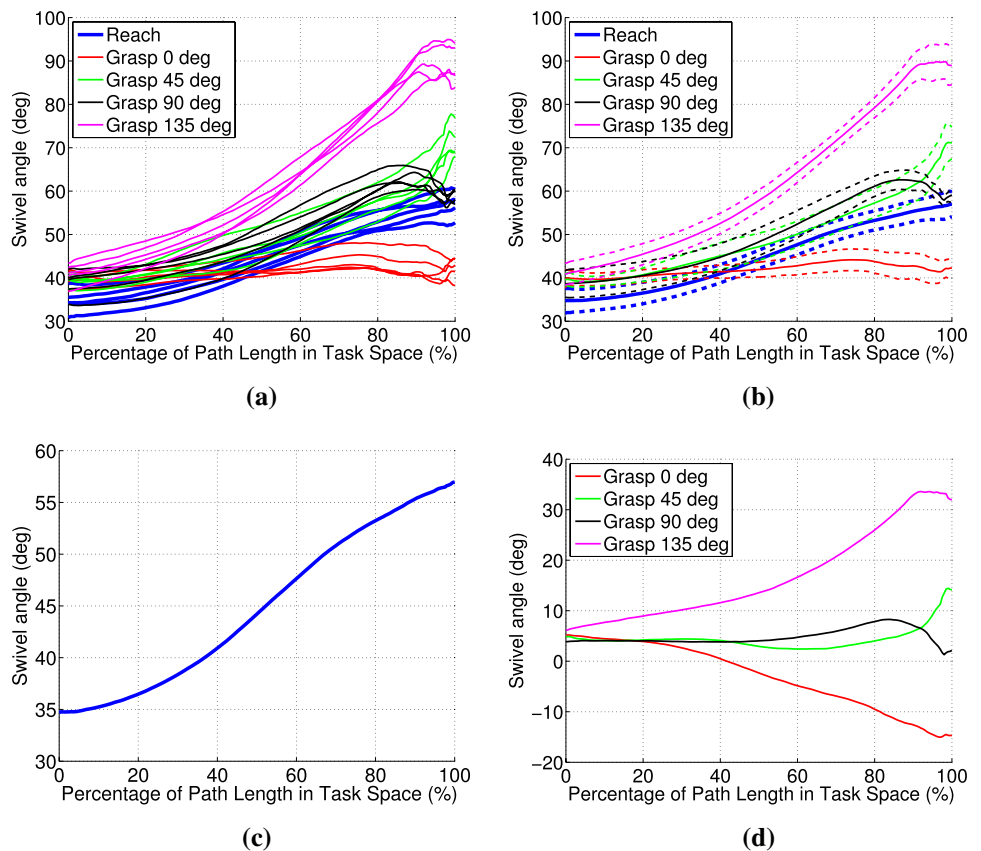 100
90
80
70
60
50
40
30
Swivel angle (deg)
Reach
Grasp 0 deg
Grasp 45 deg
Grasp 90 deg
Grasp 135 deg
0 20 40 60 80 100
Percentage of Path Length in Task Space (%)
(a)
100
90
80
70
60
50
40
30
Swivel angle (deg)
Reach
Grasp 0 deg
Grasp 45 deg
Grasp 90 deg
Grasp 135 deg
0 20 40 60 80 100
Percentage of Path Length in Task Space (%)
(b)
60
55
50
45
40
35
30
Swivel angle (deg)
0 20 40 60 80 100
Percentage of Path Length in Task Space (%)
(c)
40
30
20
10
0
−10
−20
Swivel angle (deg)
Grasp 0 deg
Grasp 45 deg
Grasp 90 deg
Grasp 135 deg
0 20 40 60 80 100
Percentage of Path Length in Task Space (%)
(d)